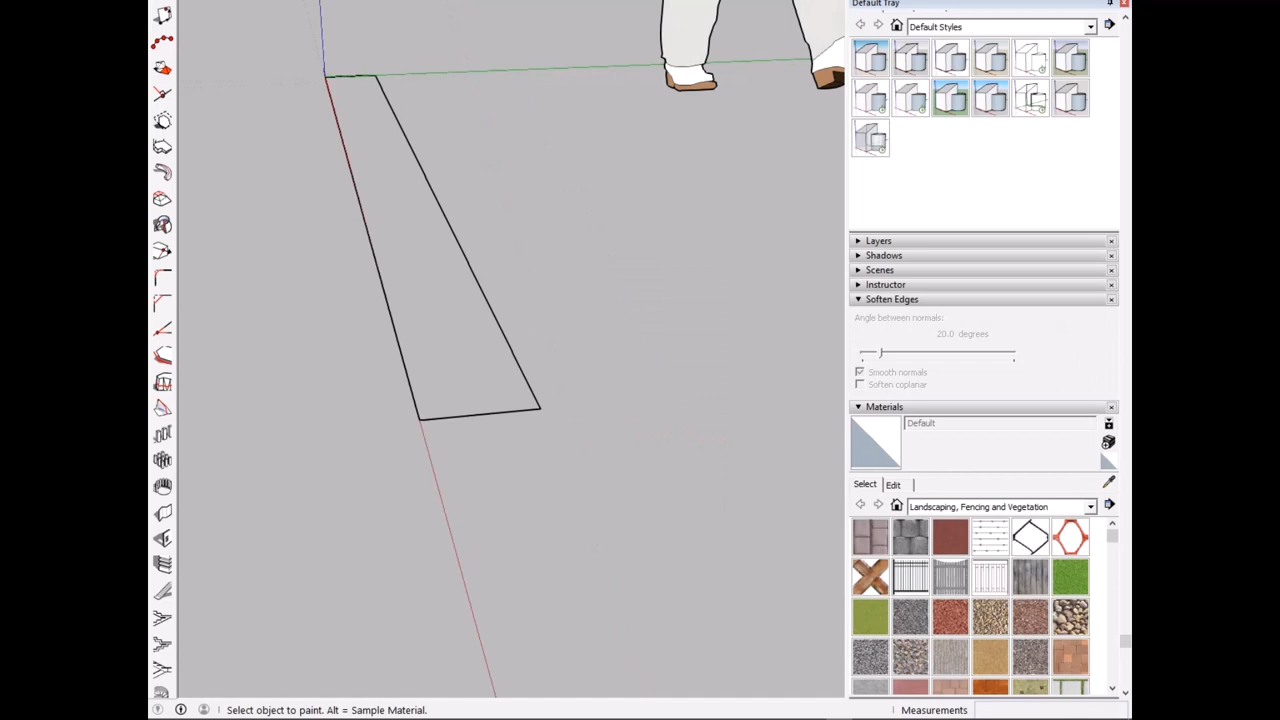 Default Tray
Default Styles
Layers
Shadows
Scenes
Instructor
Soften Edges
Angle between normals:
20.0 degrees
Smooth normals
Soften coplanar
Materials
Default
Select
Edit
Landscaping, Fencing and Vegetation
Select object to paint. Alt = Sample Material.
Measurements